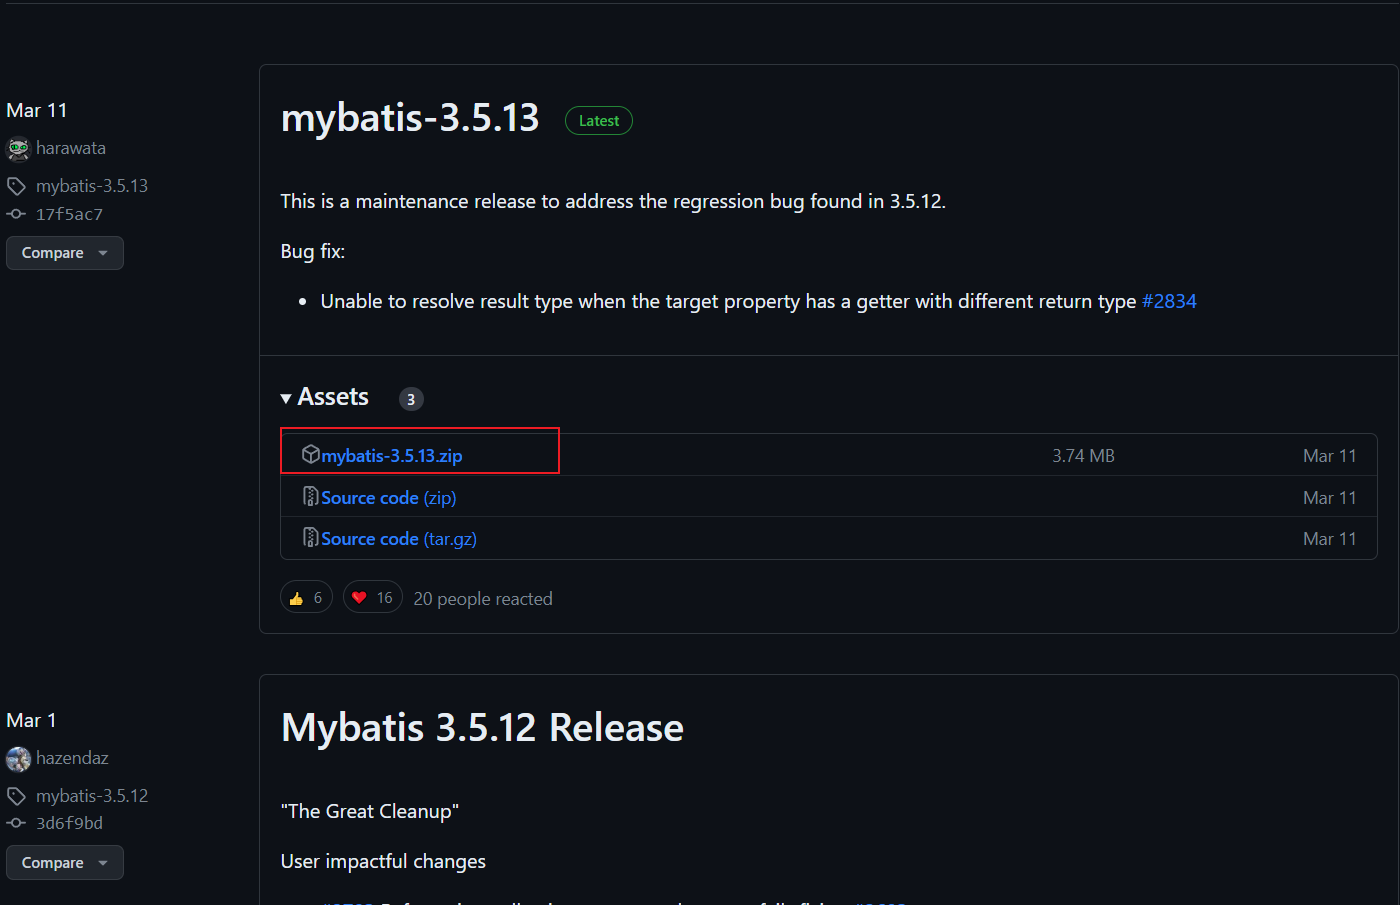 Mar 11
harawata
mybatis-3.5.13
17f5ac7
Compare
mybatis-3.5.13 Latest
This is a maintenance release to address the regression bug found in 3.5.12.
Bug fix:
Unable to resolve result type when the target property has a getter with different return type #2834
Assets 3
mybatis-3.5.13.zip 3.74 MB Mar 11
Source code (zip) Mar 11
Source code (tar.gz) Mar 11
6 16 20 people reacted
Mar 1
hazendaz
mybatis-3.5.12
3d6f9bd
Compare
Mybatis 3.5.12 Release
"The Great Cleanup"
User impactful changes